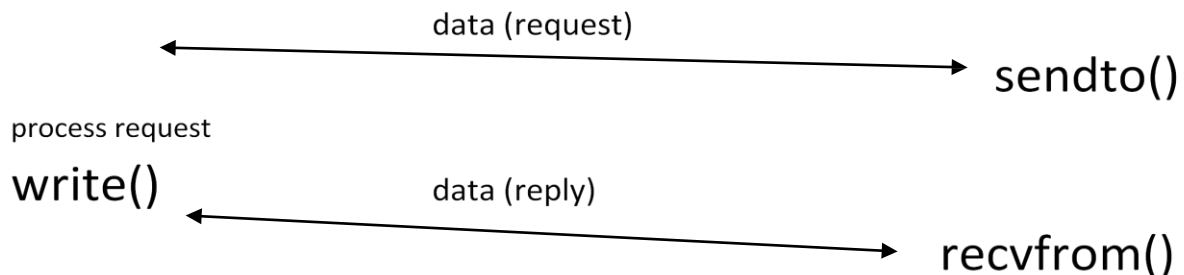 data (request)
sendto()
process request
write()
data (reply)
recvfrom()